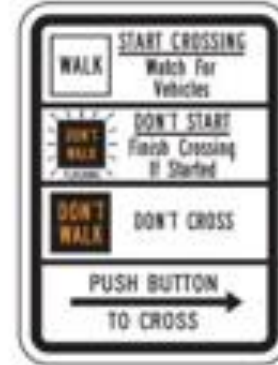 WALK
START CROSSING
Watch For
Vehicles
DON'T
WALK
FLASHING
DON'T START
Finish Crossing
If Started
DON'T
WALK
DON'T CROSS
PUSH BUTTON
TO CROSS